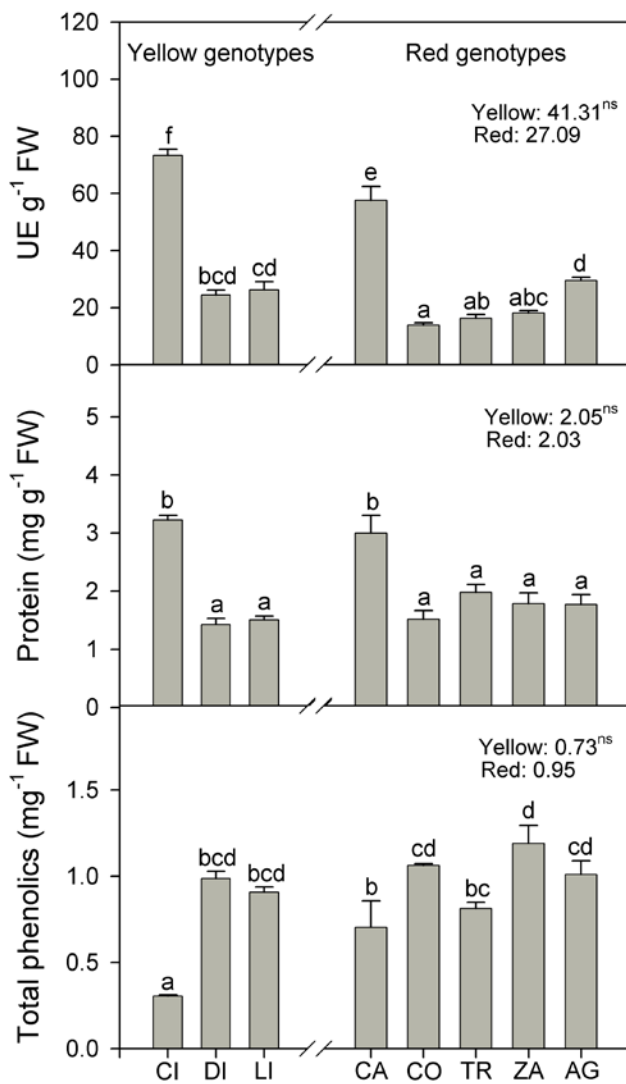 120
100
80
60
40
20
0
UE g⁻¹ FW
Yellow genotypes
Red genotypes
Yellow: 41.31ⁿˢ
Red: 27.09
f
bcd
cd
e
a
ab
abc
d
5
4
3
2
1
0
Protein (mg g⁻¹ FW)
Yellow: 2.05ⁿˢ
Red: 2.03
b
a
a
b
a
a
a
a
1.5
1.0
0.5
0.0
Total phenolics (mg⁻¹ FW)
Yellow: 0.73ⁿˢ
Red: 0.95
a
bcd
bcd
b
cd
bc
d
cd
CI DI LI CA CO TR ZA AG